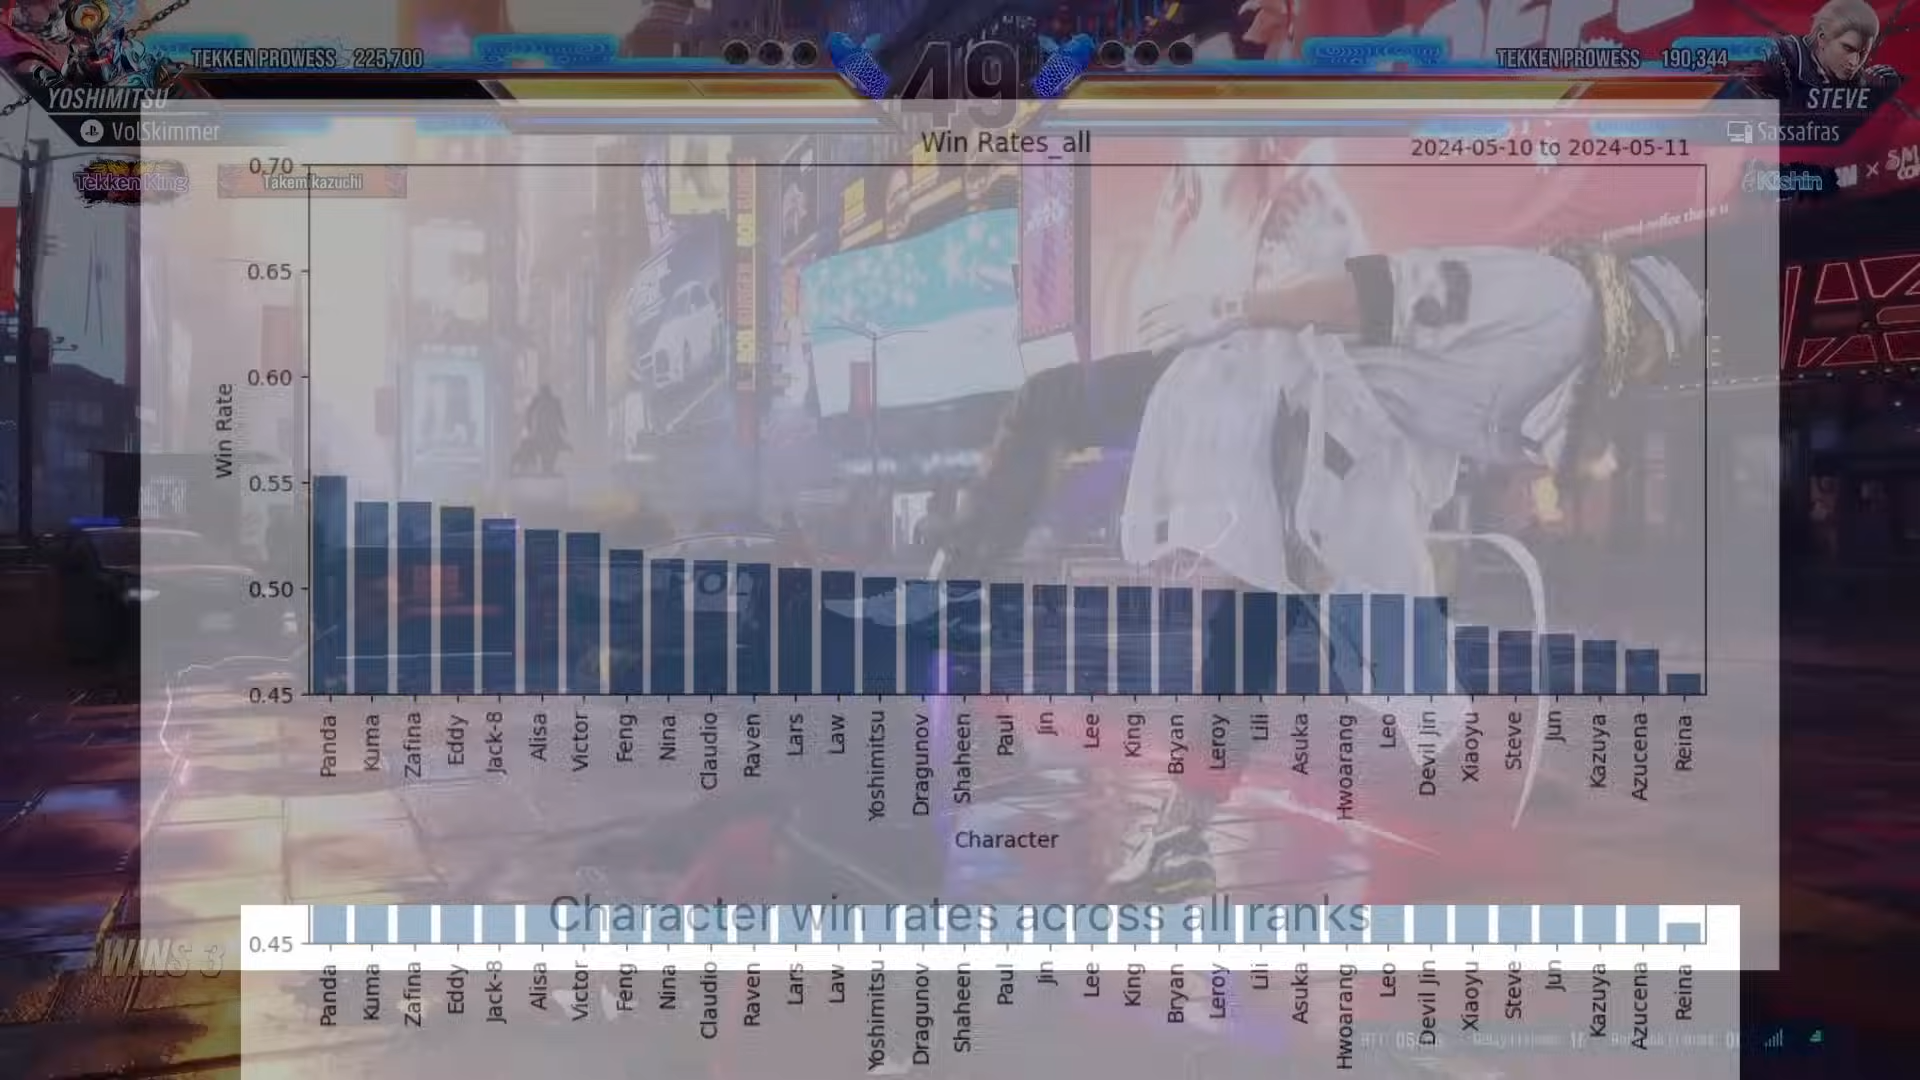 TEKKEN PROWESS 225,700
49
TEKKEN PROWESS 190,344
YOSHIMITSU
STEVE
VolSkimmer
Sassafras
Tekken King
Kishin
Win Rates_all
2024-05-10 to 2024-05-11
0.70
0.65
0.60
0.55
0.50
0.45
Win Rate
Panda
Kuma
Zafina
Eddy
Jack-8
Alisa
Victor
Feng
Nina
Claudio
Raven
Lars
Law
Yoshimitsu
Dragunov
Shaheen
Paul
Jin
Lee
King
Bryan
Leroy
Lili
Asuka
Hwoarang
Leo
Devil Jin
Xiaoyu
Steve
Jun
Kazuya
Azucena
Reina
Character
Character win rates across all ranks
WINS 3
0.45
Panda
Kuma
Zafina
Eddy
Jack-8
Alisa
Victor
Feng
Nina
Claudio
Raven
Lars
Law
Yoshimitsu
Dragunov
Shaheen
Paul
Jin
Lee
King
Bryan
Leroy
Lili
Asuka
Hwoarang
Leo
Devil Jin
Xiaoyu
Steve
Jun
Kazuya
Azucena
Reina